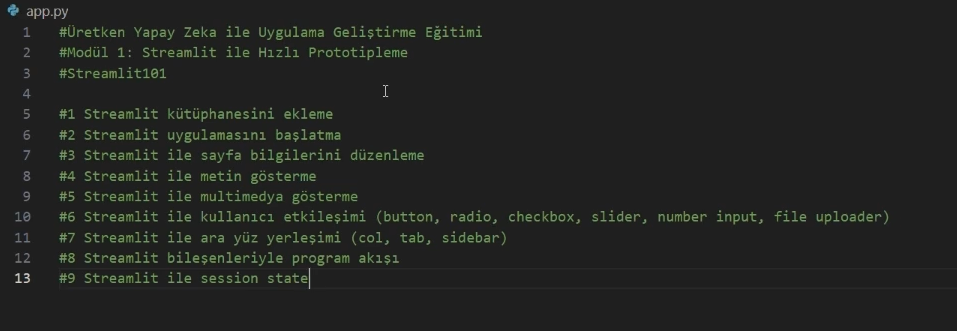 app.py
1 #Üretken Yapay Zeka ile Uygulama Geliştirme Eğitimi
2 #Modül 1: Streamlit ile Hızlı Prototipleme
3 #Streamlit101
4
5 #1 Streamlit kütüphanesini ekleme
6 #2 Streamlit uygulamasını başlatma
7 #3 Streamlit ile sayfa bilgilerini düzenleme
8 #4 Streamlit ile metin gösterme
9 #5 Streamlit ile multimedya gösterme
10 #6 Streamlit ile kullanıcı etkileşimi (button, radio, checkbox, slider, number input, file uploader)
11 #7 Streamlit ile ara yüz yerleşimi (col, tab, sidebar)
12 #8 Streamlit bileşenleriyle program akışı
13 #9 Streamlit ile session state